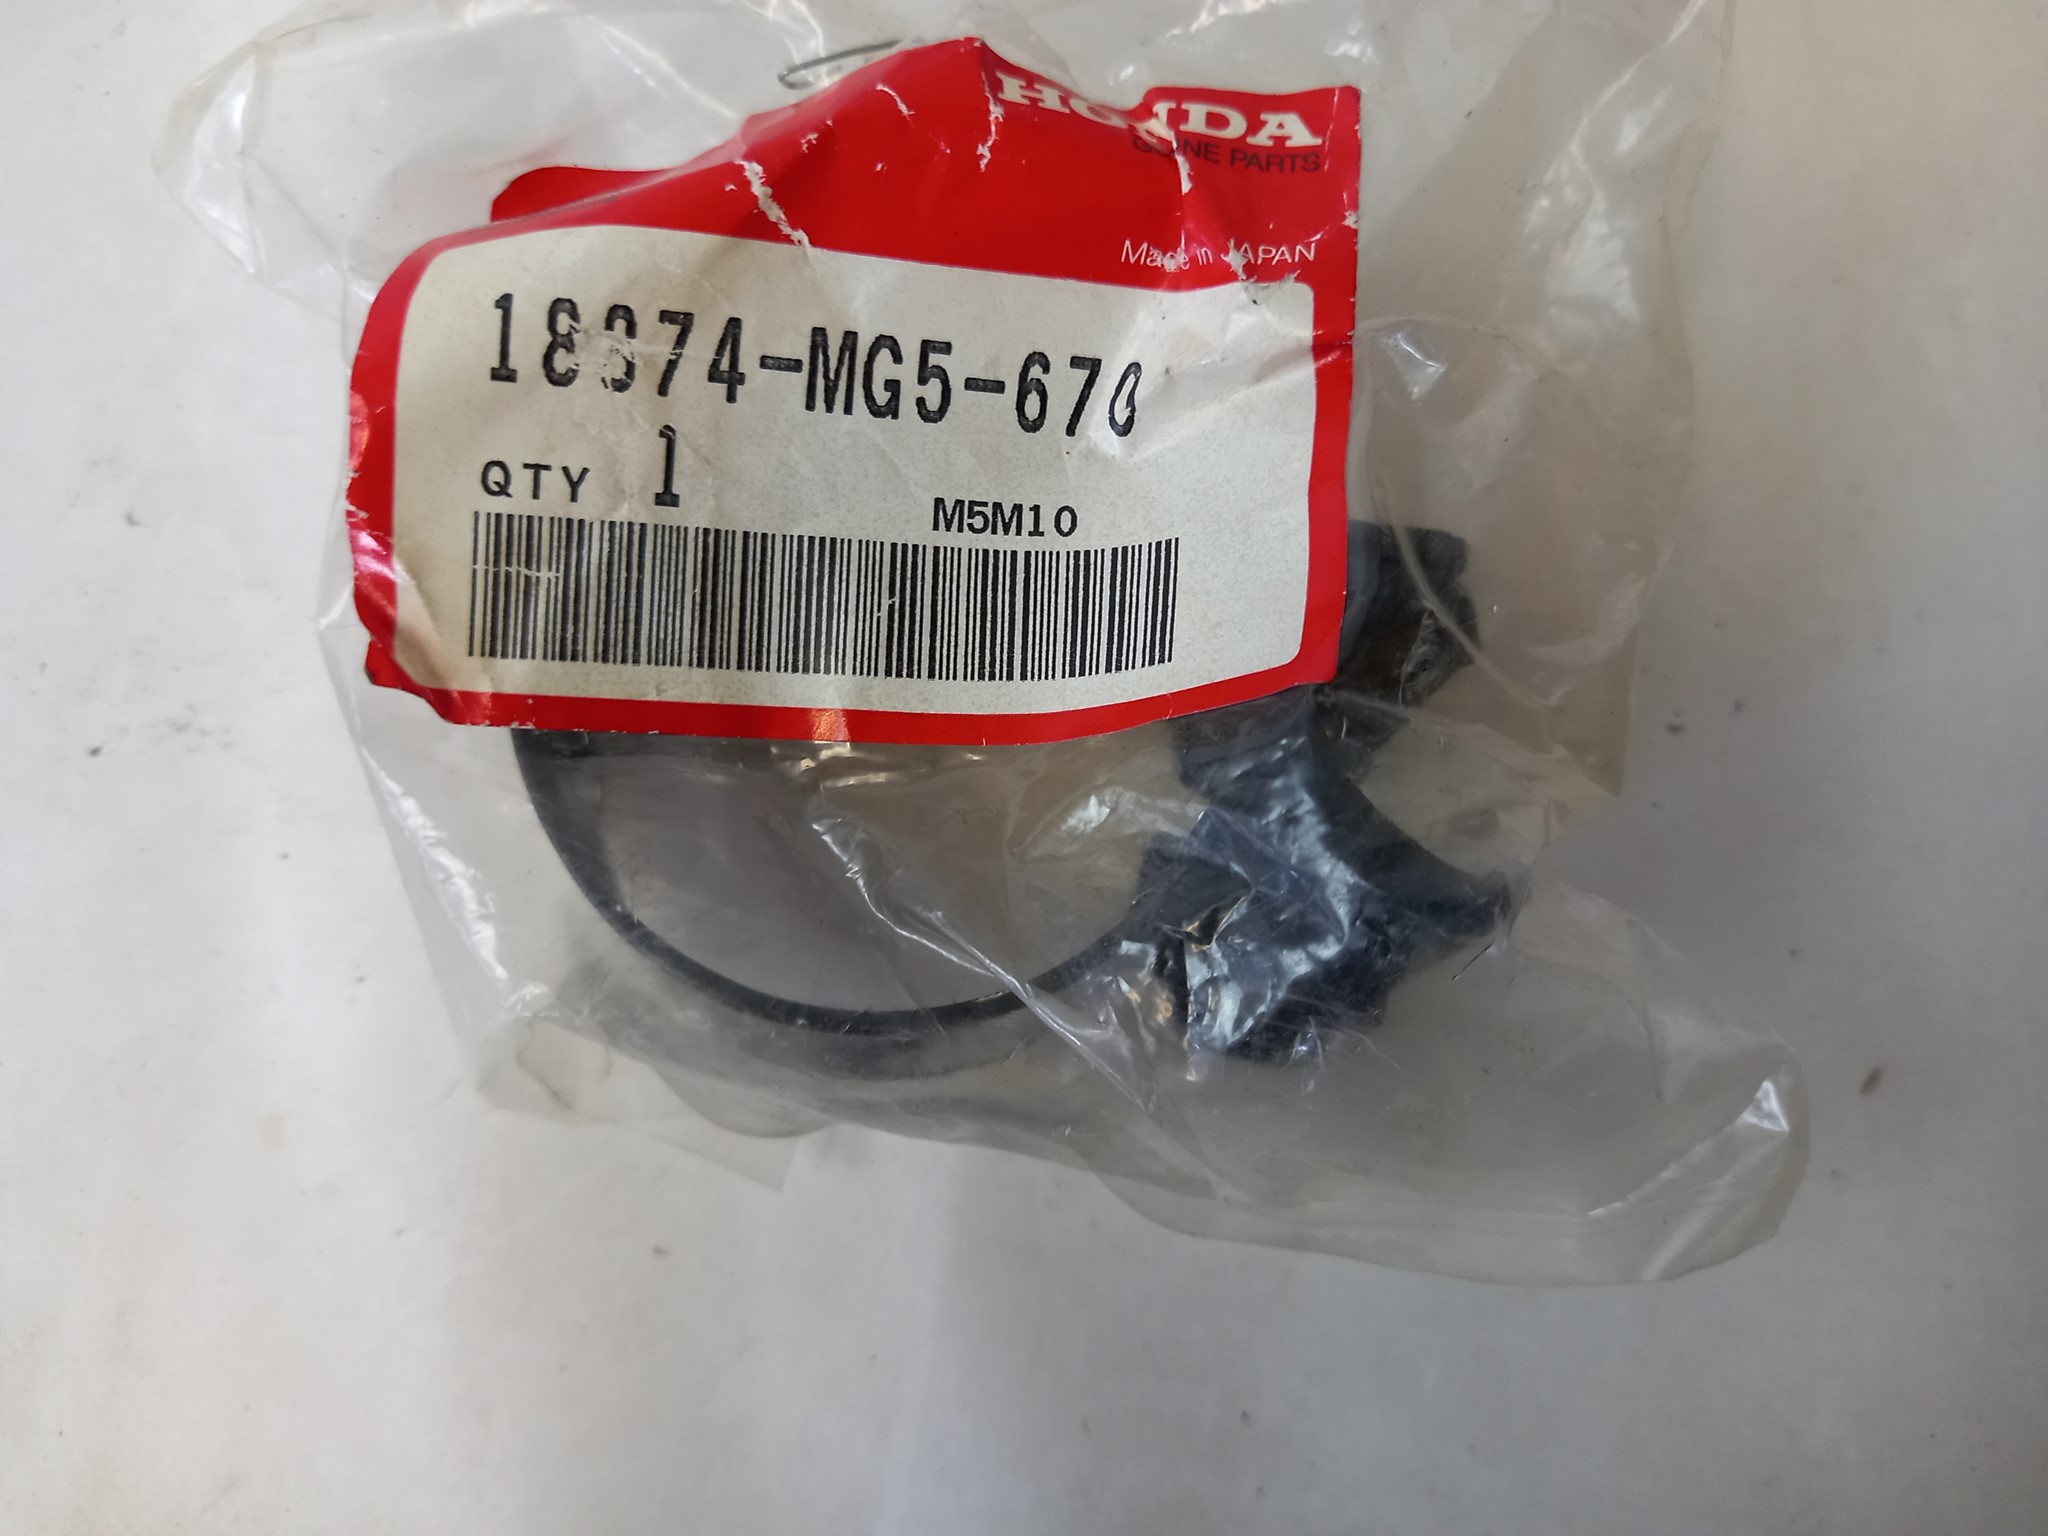 HONDA
GENUINE PARTS
Made in JAPAN
18374-MG5-670
QTY 1
M5M10